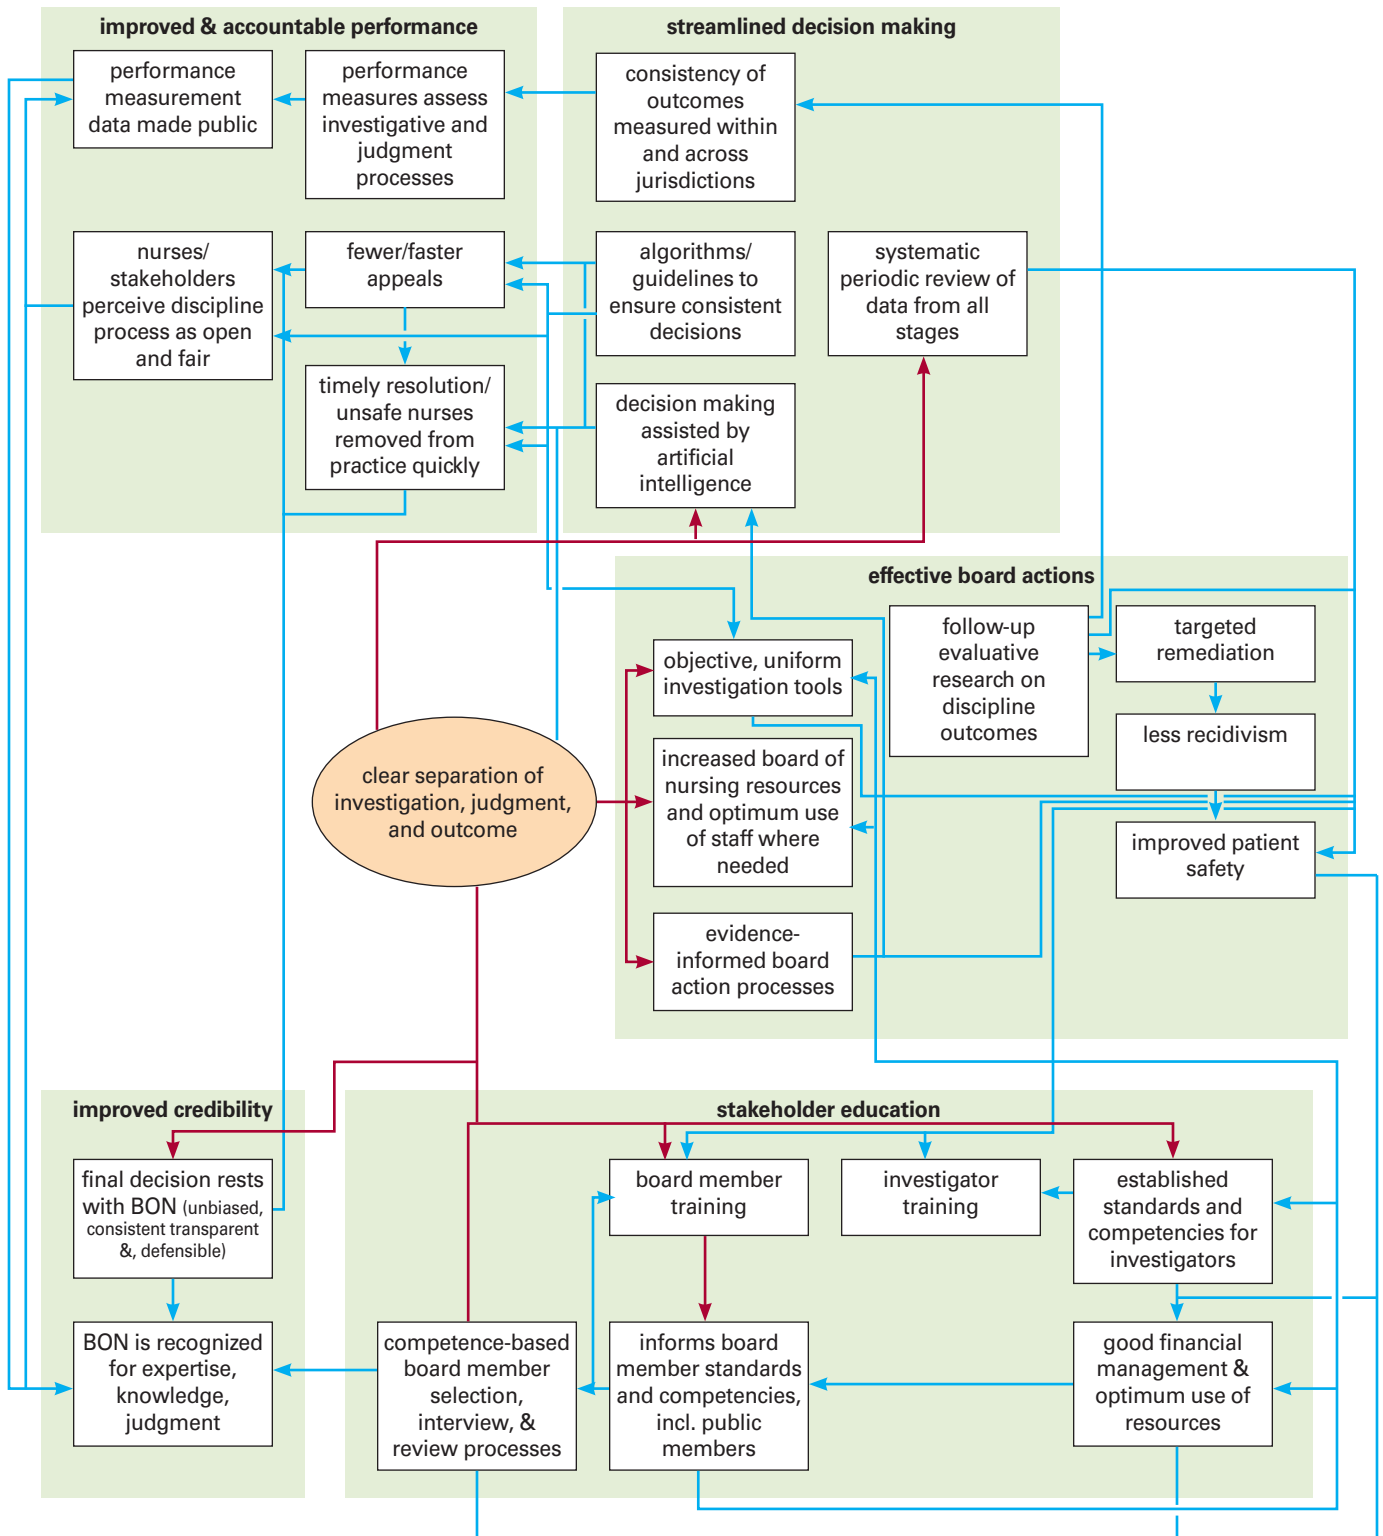 improved & accountable performance
performance
measurement
data made public
performance
measures assess
investigative and
judgment
processes
nurses/
stakeholders
perceive discipline
process as open
and fair
fewer/faster
appeals
timely resolution/
unsafe nurses
removed from
practice quickly
streamlined decision making
consistency of
outcomes
measured within
and across
jurisdictions
algorithms/
guidelines to
ensure consistent
decisions
systematic
periodic review of
data from all
stages
decision making
assisted by
artificial
intelligence
effective board actions
objective, uniform
investigation tools
follow-up
evaluative
research on
discipline
outcomes
targeted
remediation
less recidivism
increased board of
nursing resources
and optimum use
of staff where
needed
improved patient
safety
evidence-
informed board
action processes
clear separation of
investigation, judgment,
and outcome
improved credibility
final decision rests
with BON (unbiased,
consistent transparent
&, defensible)
BON is recognized
for expertise,
knowledge,
judgment
stakeholder education
board member
training
investigator
training
established
standards and
competencies for
investigators
competence-based
board member
selection,
interview, &
review processes
informs board
member standards
and competencies,
incl. public
members
good financial
management &
optimum use of
resources